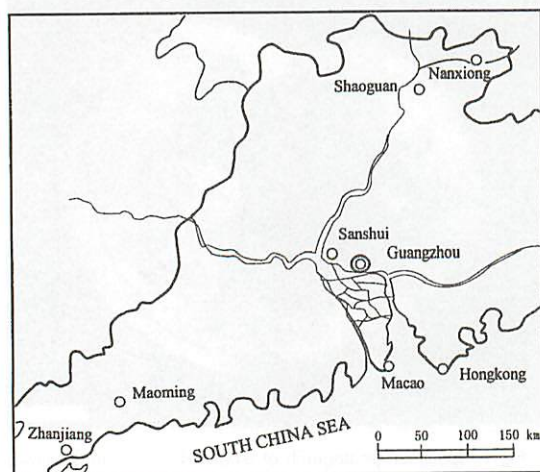 Nanxiong
Shaoguan
Sanshui
Guangzhou
Macao
Hongkong
Maoming
Zhanjiang
SOUTH CHINA SEA
0 50 100 150 km